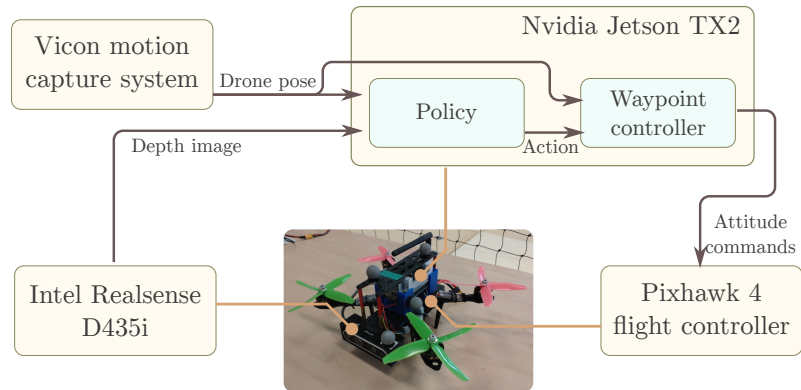 Nvidia Jetson TX2
Vicon motion
capture system
Drone pose
Policy
Waypoint
controller
Action
Depth image
Attitude
commands
Intel Realsense
D435i
Pixhawk 4
flight controller